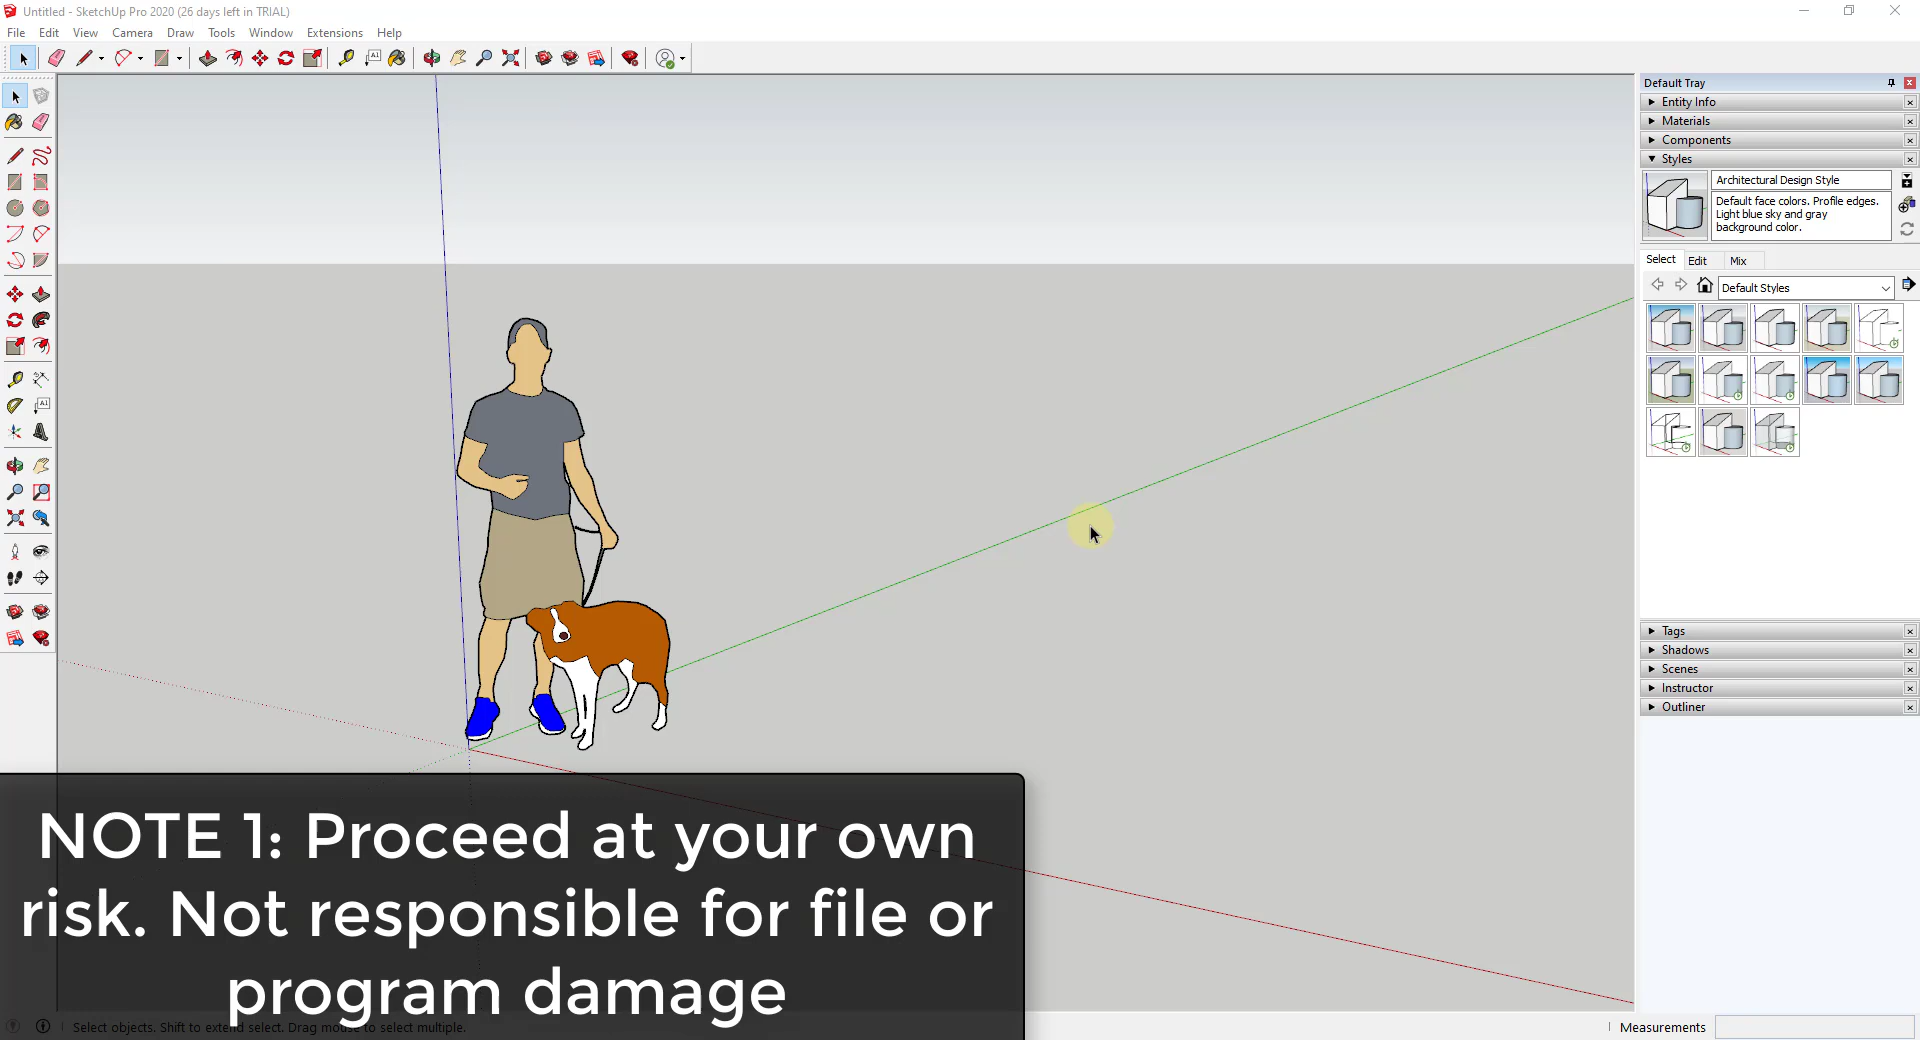 Untitled - SketchUp Pro 2020 (26 days left in TRIAL)
File Edit View Camera Draw Tools Window Extensions Help
Default Tray
Entity Info
Materials
Components
Styles
Architectural Design Style
Default face colors. Profile edges.
Light blue sky and gray
background color.
Select Edit Mix
Default Styles
Tags
Shadows
Scenes
Instructor
Outliner
NOTE 1: Proceed at your own
risk. Not responsible for file or
program damage
Select objects. Shift to extend select. Drag mouse to select multiple.
Measurements